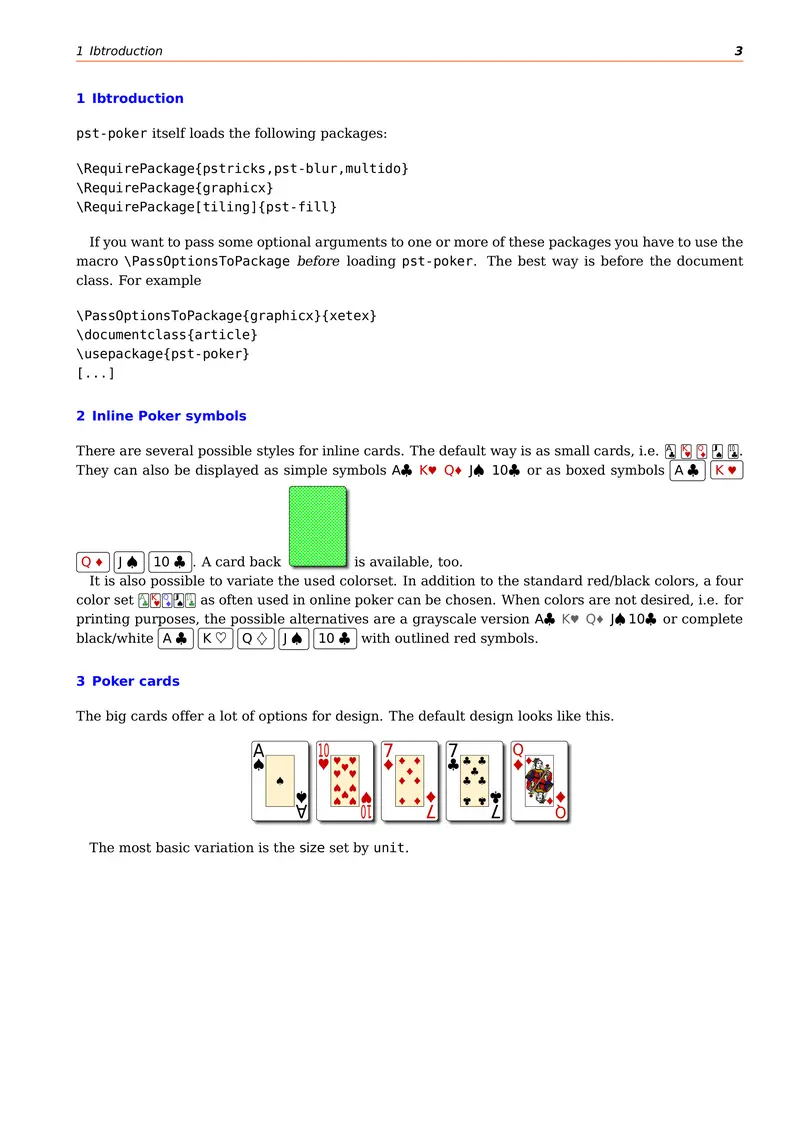 1 Ibtroduction 3
1 Ibtroduction
pst-poker itself loads the following packages:
\RequirePackage{pstricks,pst-blur,multido}
\RequirePackage{graphicx}
\RequirePackage[tiling]{pst-fill}
If you want to pass some optional arguments to one or more of these packages you have to use the
macro \PassOptionsToPackage before loading pst-poker. The best way is before the document
class. For example
\PassOptionsToPackage{graphicx}{xetex}
\documentclass{article}
\usepackage{pst-poker}
[...]
2 Inline Poker symbols
There are several possible styles for inline cards. The default way is as small cards, i.e. A♣ K♥ Q♦ J♠ 10♣.
They can also be displayed as simple symbols A♣ K♥ Q♦ J♠ 10♣ or as boxed symbols A♣ K♥
Q♦ J♠ 10♣. A card back is available, too.
It is also possible to variate the used colorset. In addition to the standard red/black colors, a four
color set A♣ K♥ Q♦ J♠ 10♣ as often used in online poker can be chosen. When colors are not desired, i.e. for
printing purposes, the possible alternatives are a grayscale version A♣ K♥ Q♦ J♠ 10♣ or complete
black/white A♣ K♡ Q♢ J♠ 10♣ with outlined red symbols.
3 Poker cards
The big cards offer a lot of options for design. The default design looks like this.
A♠ 10♥ 7♦ 7♣ Q♦
A♠ 10♥ 7♦ 7♣ Q♦
The most basic variation is the size set by unit.